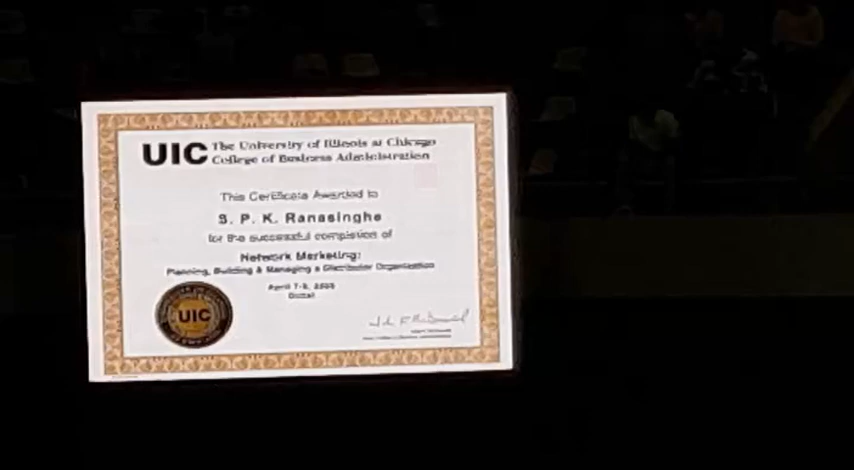 UIC The University of Illinois at Chicago
College of Business Administration
This Certificate Awarded to
S. P. K. Ranasinghe
for the successful completion of
Network Marketing:
Planning, Building & Managing a Distributor Organization
April 7-8,
UIC